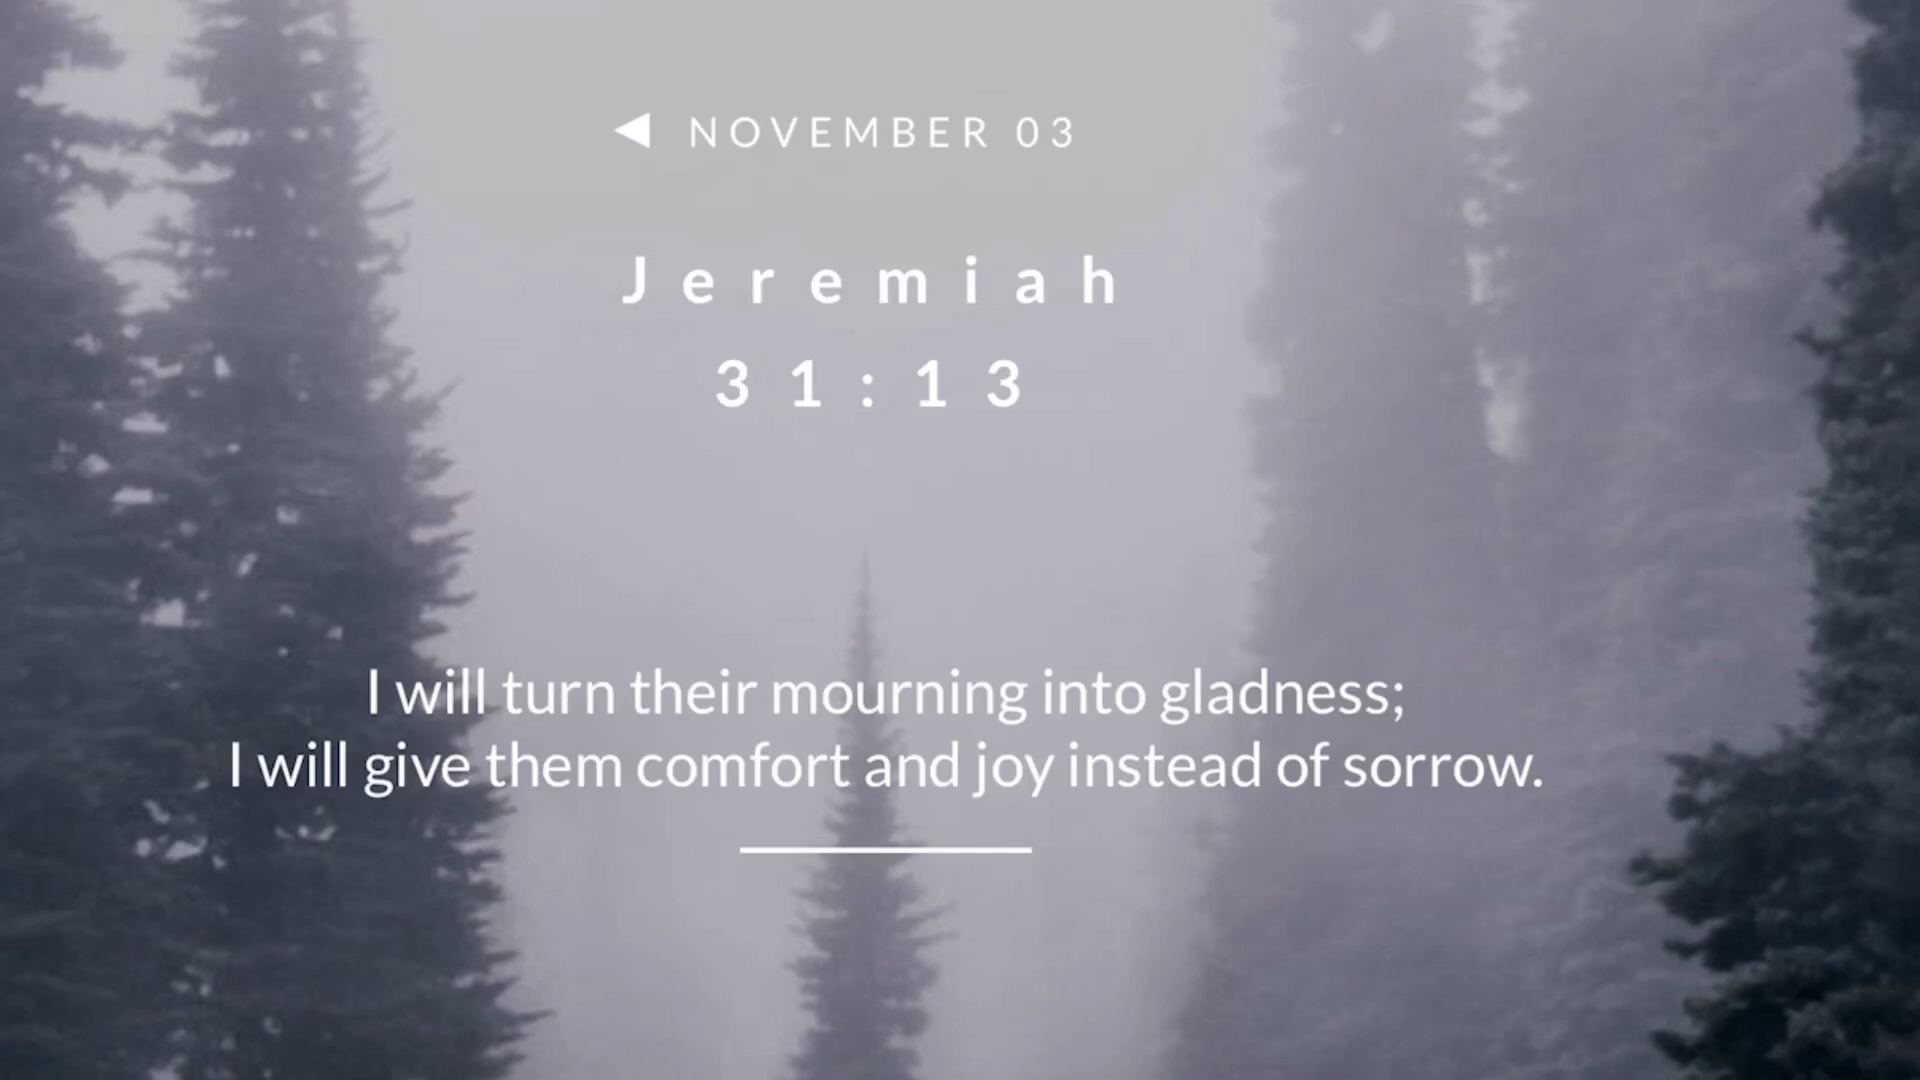 ◀ NOVEMBER 03
Jeremiah
31:13
I will turn their mourning into gladness;
I will give them comfort and joy instead of sorrow.